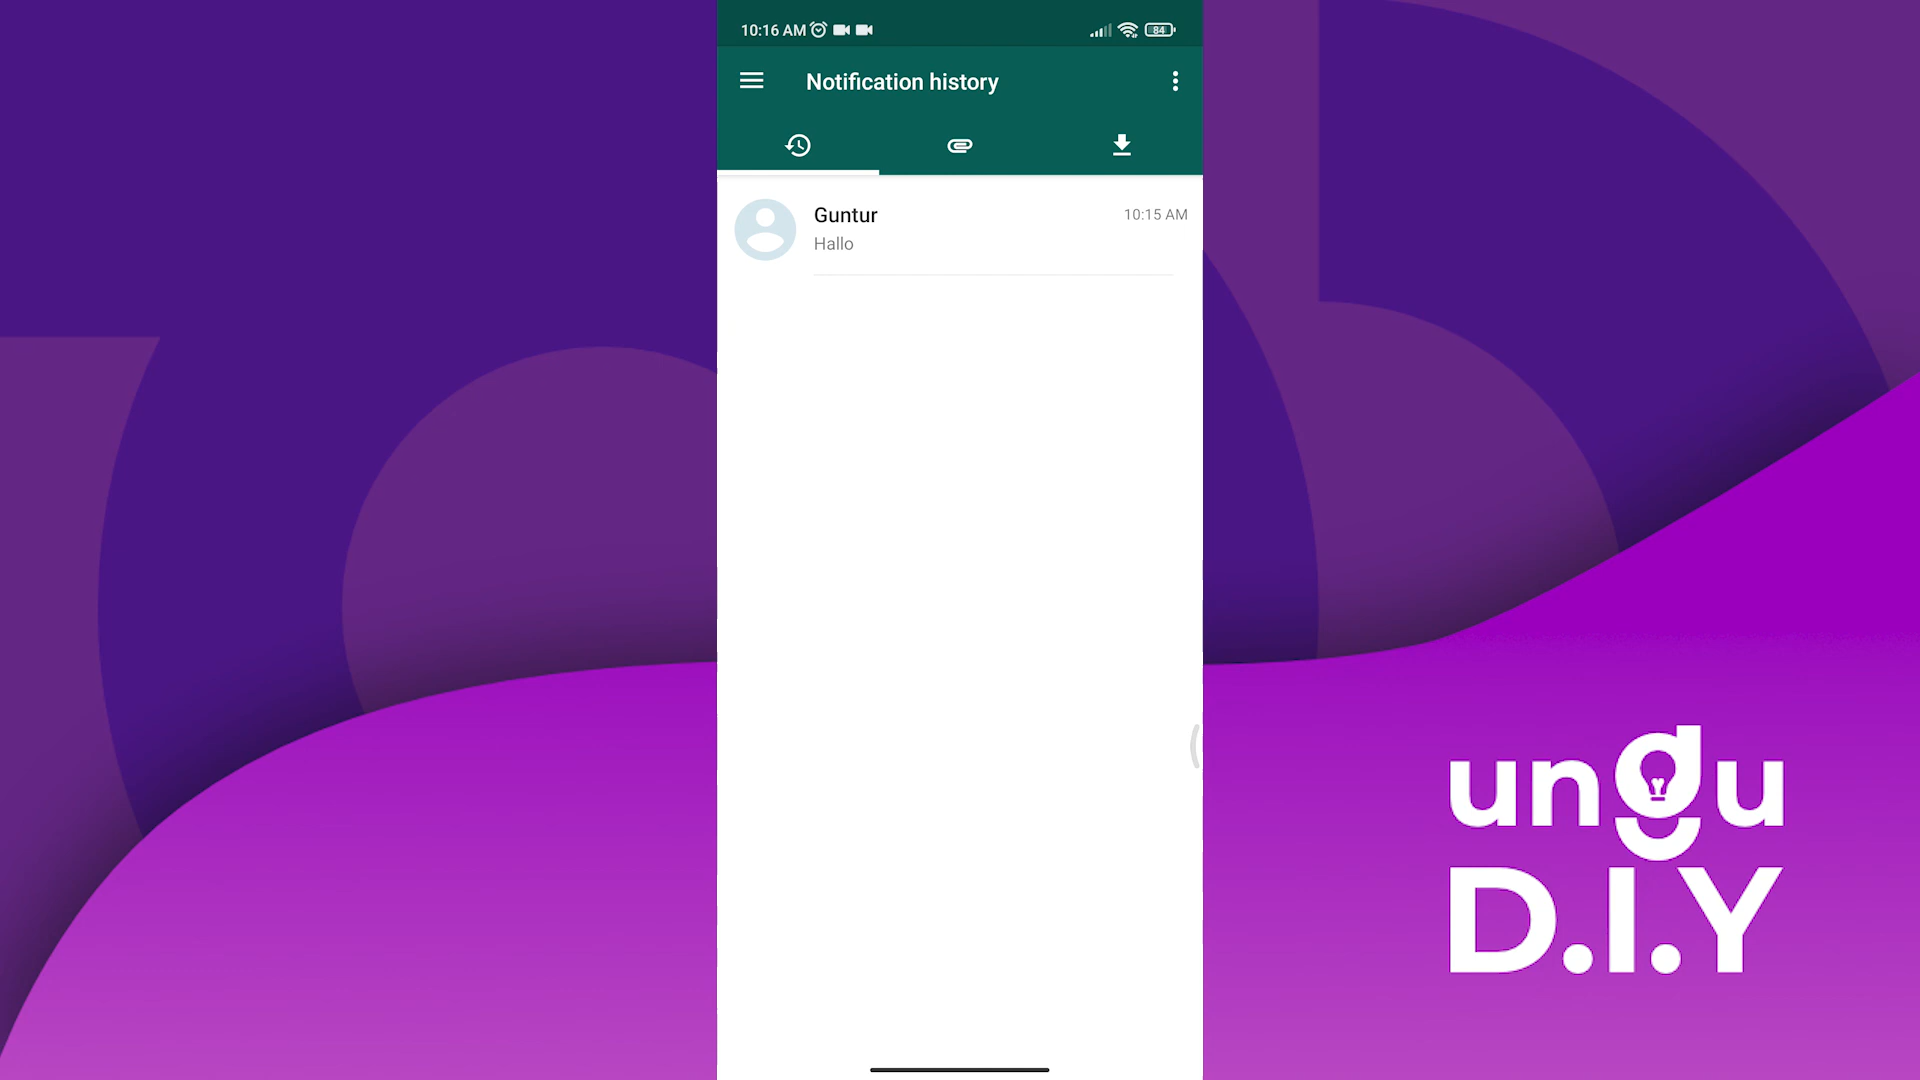 10:16 AM
84
Notification history
Guntur
10:15 AM
Hallo
ungu
D.I.Y